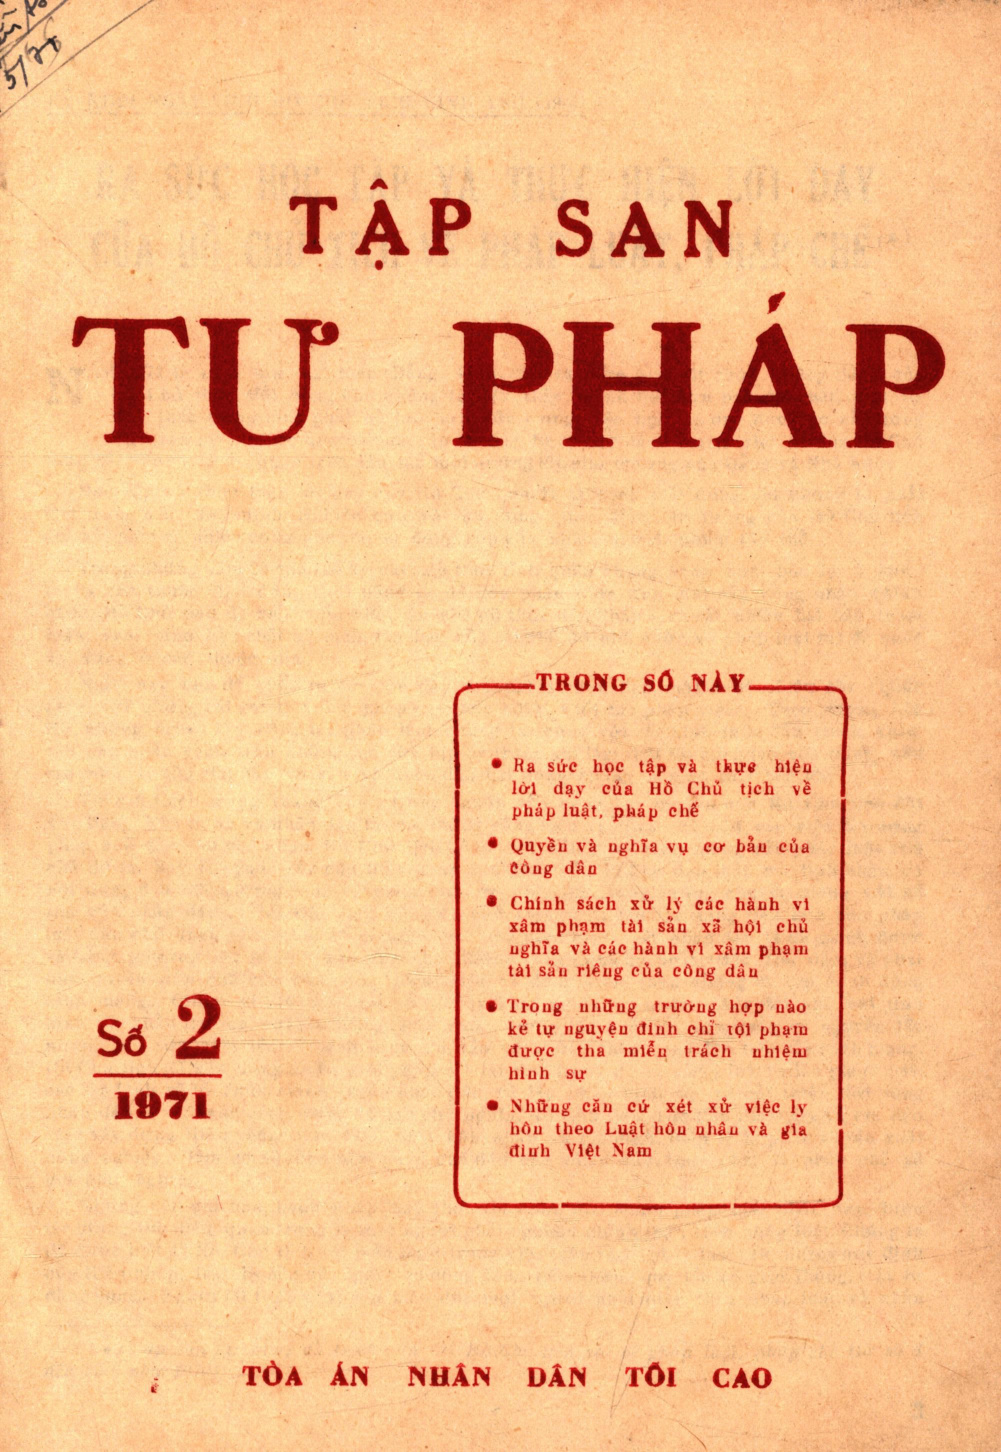 TẬP SAN
TƯ PHÁP
TRONG SỐ NÀY
• Ra sức học tập và thực hiện
lời dạy của Hồ Chủ tịch về
pháp luật, pháp chế
• Quyền và nghĩa vụ cơ bản của
công dân
• Chính sách xử lý các hành vi
xâm phạm tài sản xã hội chủ
nghĩa và các hành vi xâm phạm
tài sản riêng của công dân
• Trong những trường hợp nào
kẻ tự nguyện đình chỉ tội phạm
được tha miễn trách nhiệm
hình sự
• Những căn cứ xét xử việc ly
hôn theo Luật hôn nhân và gia
đình Việt Nam
Số 2
1971
TÒA ÁN NHÂN DÂN TỐI CAO